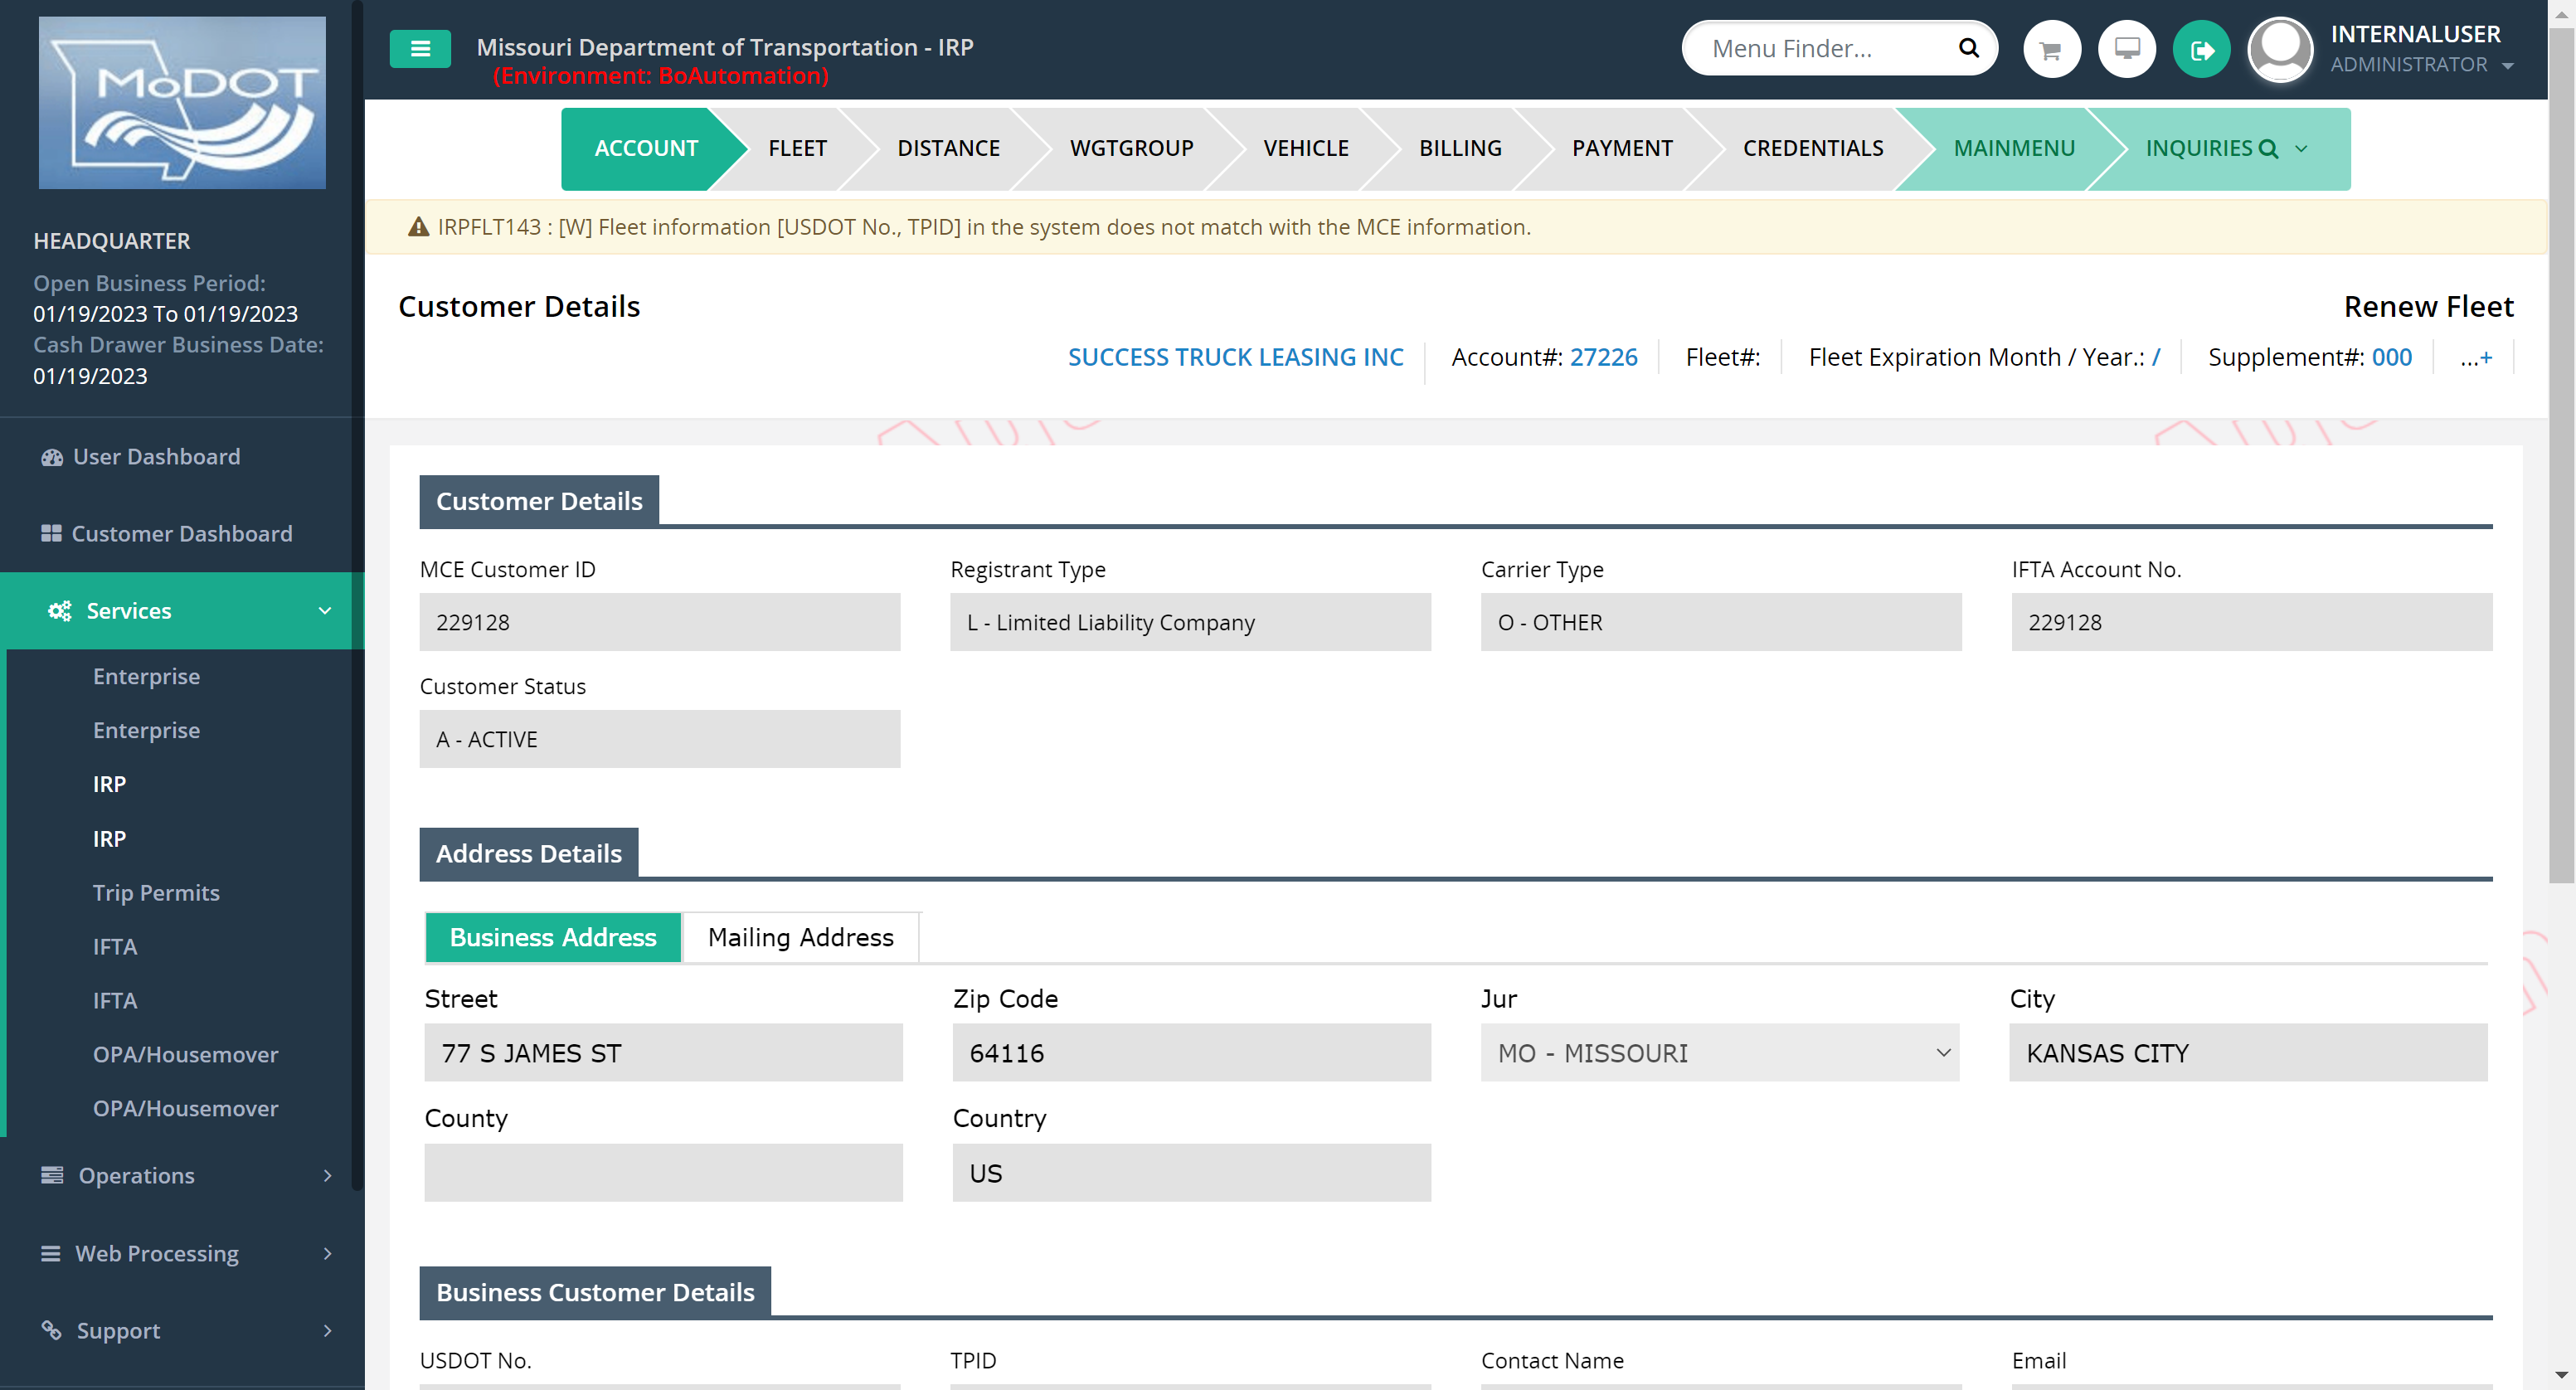 MoDOT
HEADQUARTER
Open Business Period:
01/19/2023 To 01/19/2023
Cash Drawer Business Date:
01/19/2023
User Dashboard
Customer Dashboard
Services
Enterprise
Enterprise
IRP
IRP
Trip Permits
IFTA
IFTA
OPA/Housemover
OPA/Housemover
Operations
Web Processing
Support
Missouri Department of Transportation - IRP
(Environment: BoAutomation)
Menu Finder...
INTERNALUSER
ADMINISTRATOR
ACCOUNT FLEET DISTANCE WGTGROUP VEHICLE BILLING PAYMENT CREDENTIALS MAINMENU INQUIRIES
IRPFLT143 : [W] Fleet information [USDOT No., TPID] in the system does not match with the MCE information.
Customer Details Renew Fleet
SUCCESS TRUCK LEASING INC Account#: 27226 Fleet#: Fleet Expiration Month / Year.: / Supplement#: 000 ...+
Customer Details
MCE Customer ID Registrant Type Carrier Type IFTA Account No.
229128 L - Limited Liability Company O - OTHER 229128
Customer Status
A - ACTIVE
Address Details
Business Address Mailing Address
Street Zip Code Jur City
77 S JAMES ST 64116 MO - MISSOURI KANSAS CITY
County Country
US
Business Customer Details
USDOT No. TPID Contact Name Email